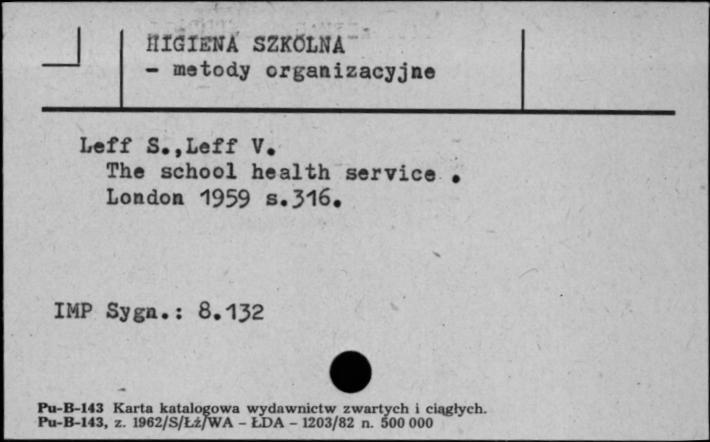 HIGIENA SZKOLNA
- metody organizacyjne
Leff S.,Leff V.
The school health service .
London 1959 s.316.
IMP Sygn.: 8.132
Pu-B-143 Karta katalogowa wydawnictw zwartych i ciągłych.
Pu-B-143, z. 1962/S/Łż/WA - ŁDA - 1203/82 n. 500 000